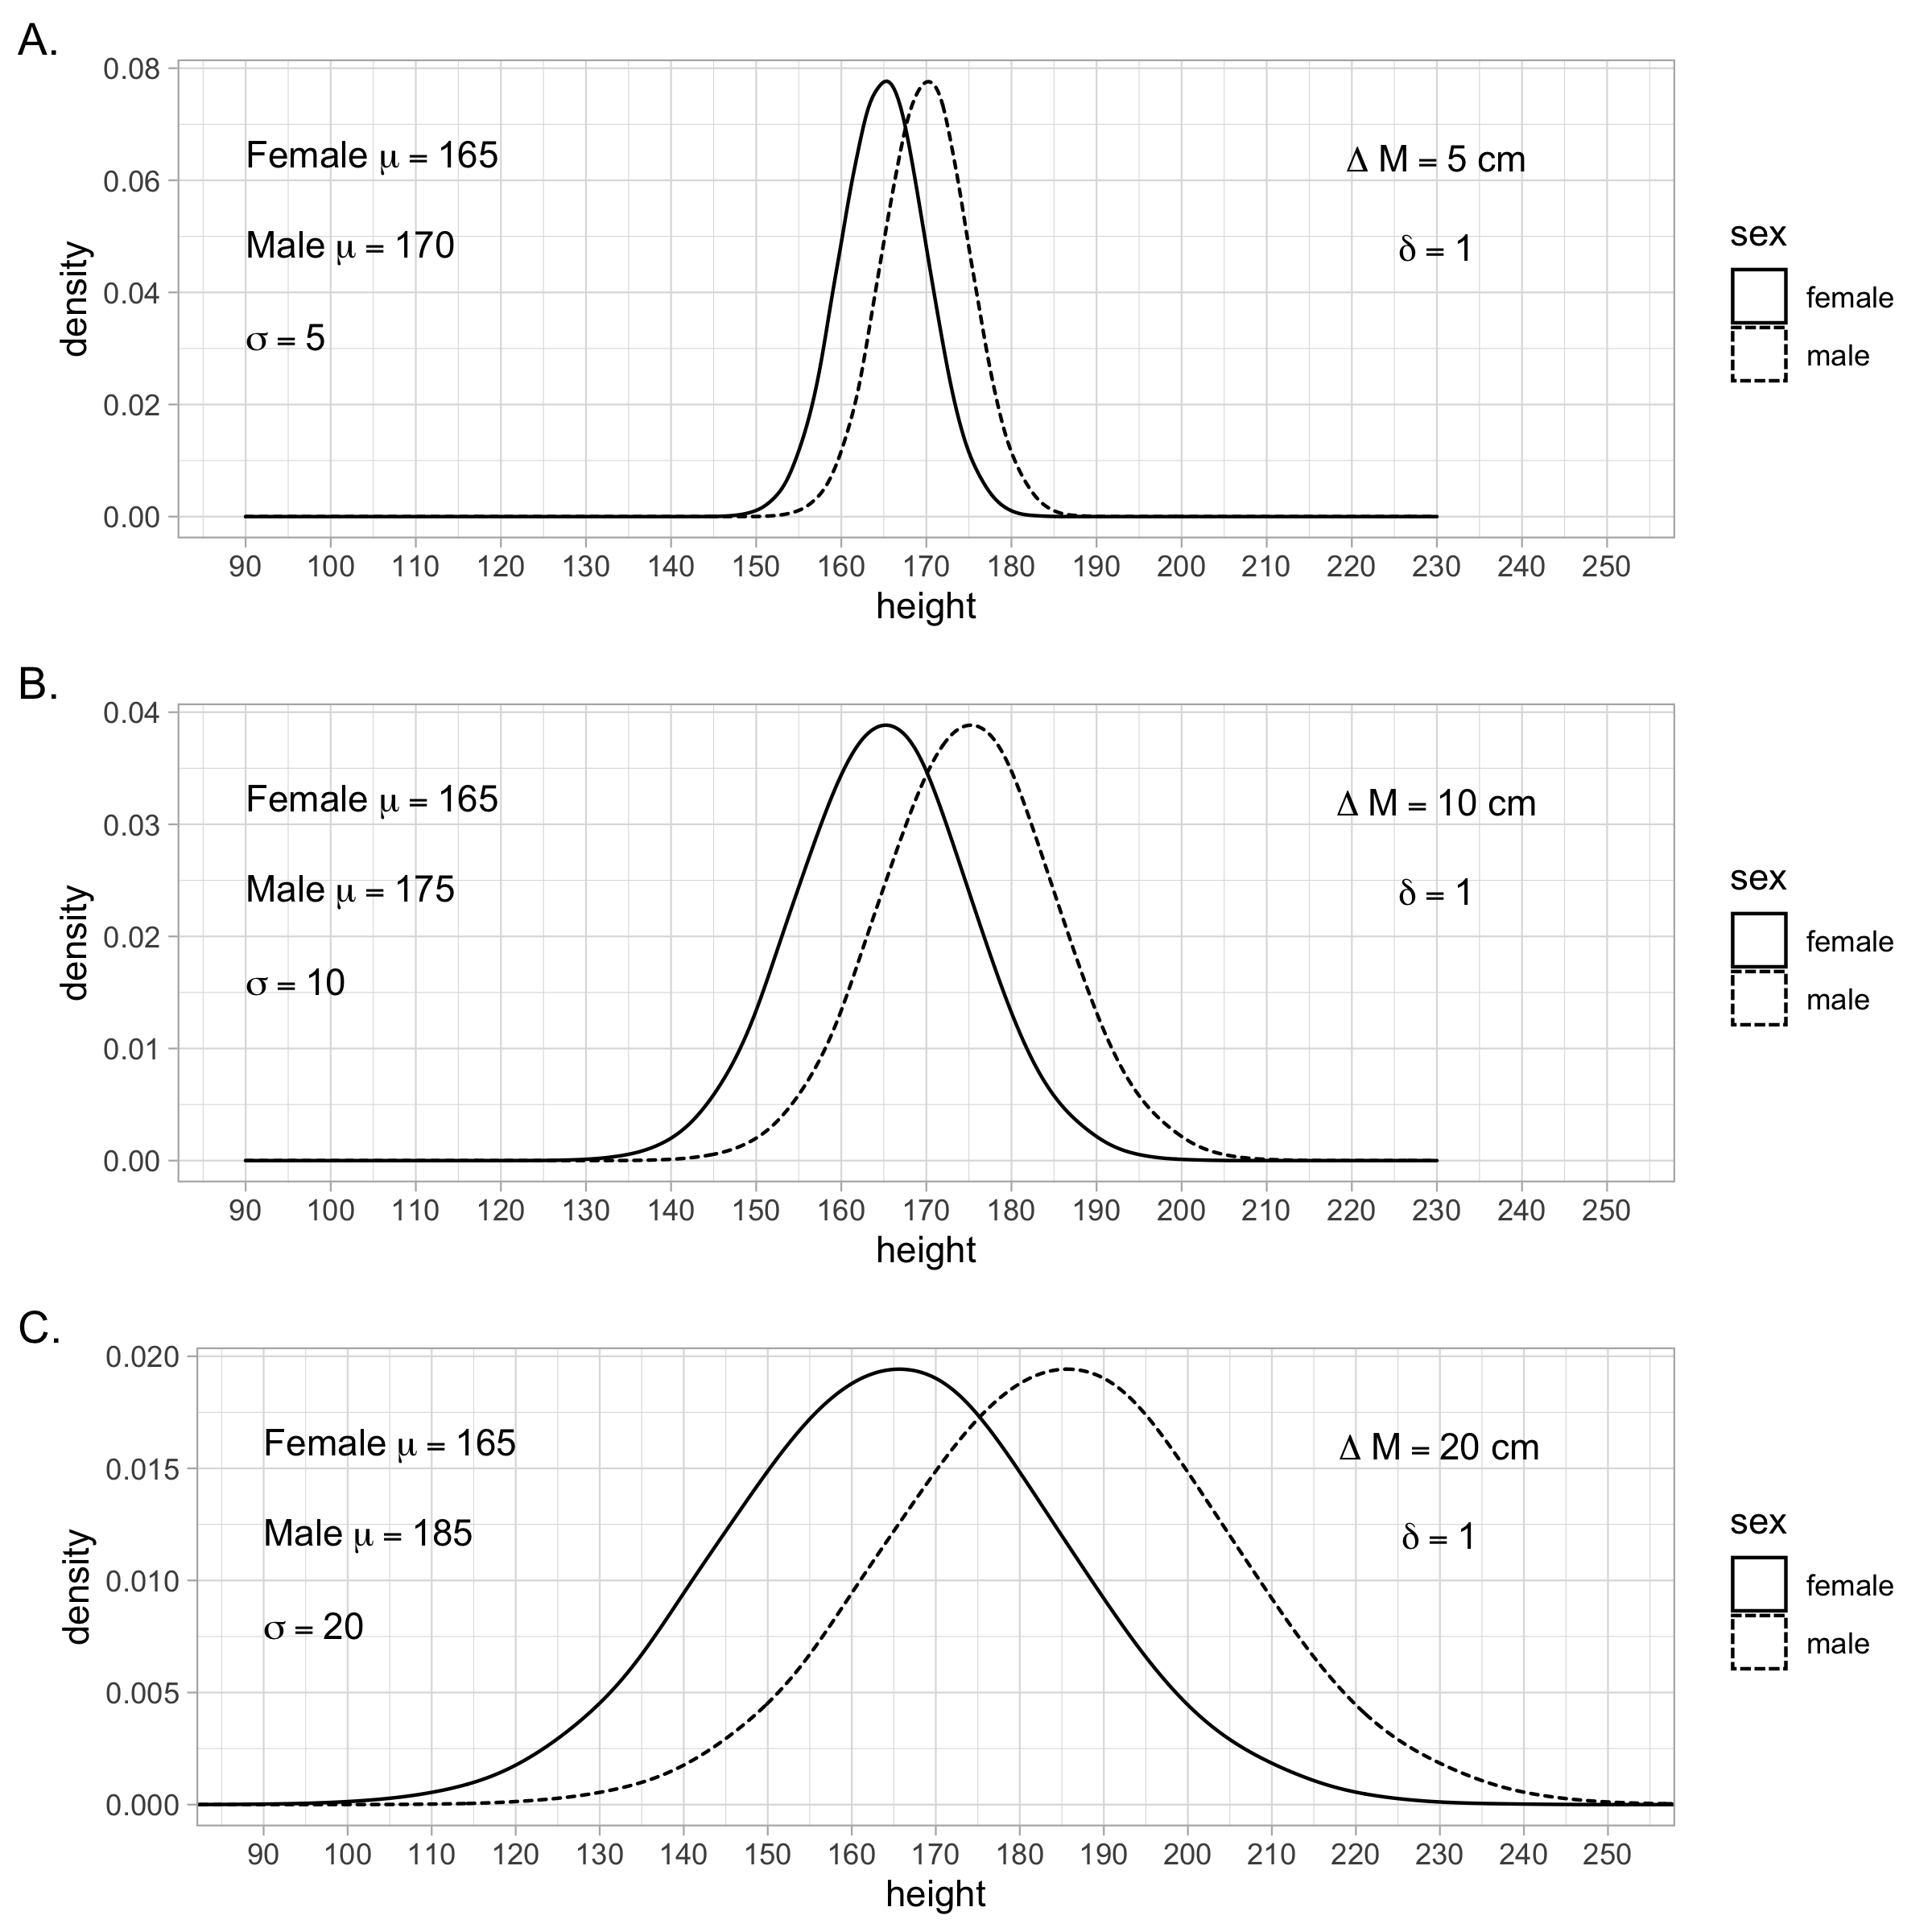 A.
0.08
0.06
0.04
0.02
0.00
density
Female μ = 165
Male μ = 170
σ = 5
Δ M = 5 cm
δ = 1
90 100 110 120 130 140 150 160 170 180 190 200 210 220 230 240 250
height
sex
female
male
B.
0.04
0.03
0.02
0.01
0.00
density
Female μ = 165
Male μ = 175
σ = 10
Δ M = 10 cm
δ = 1
90 100 110 120 130 140 150 160 170 180 190 200 210 220 230 240 250
height
sex
female
male
C.
0.020
0.015
0.010
0.005
0.000
density
Female μ = 165
Male μ = 185
σ = 20
Δ M = 20 cm
δ = 1
90 100 110 120 130 140 150 160 170 180 190 200 210 220 230 240 250
height
sex
female
male